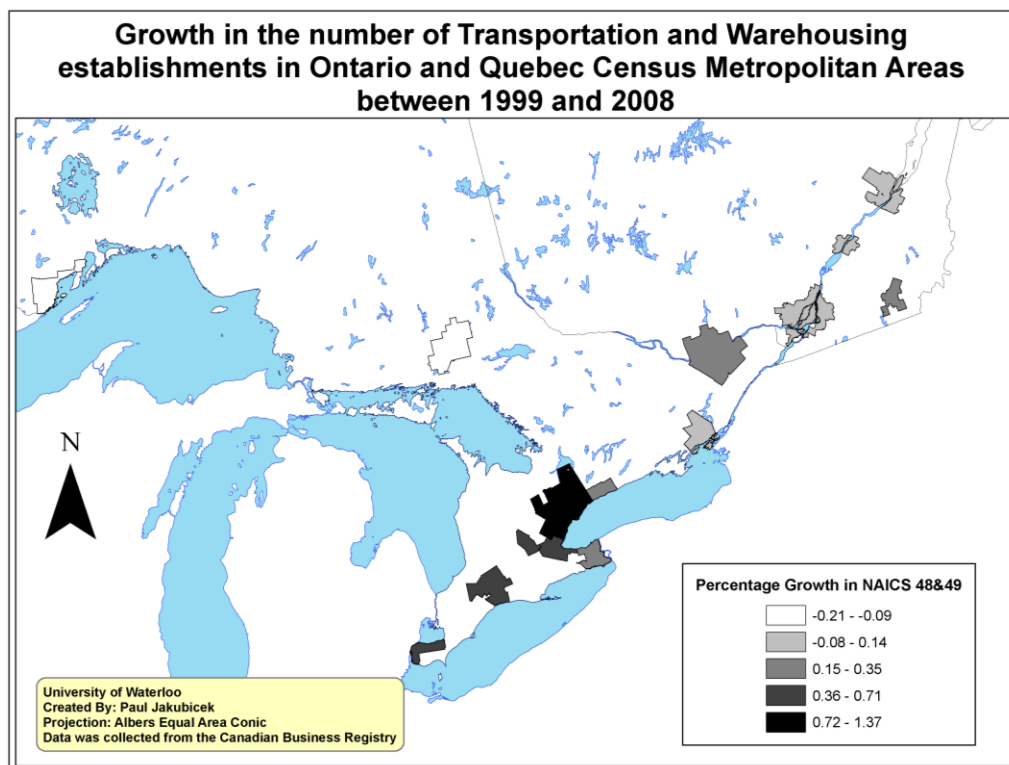 Growth in the number of Transportation and Warehousing
establishments in Ontario and Quebec Census Metropolitan Areas
between 1999 and 2008
N
Percentage Growth in NAICS 48&49
-0.21 - -0.09
-0.08 - 0.14
0.15 - 0.35
0.36 - 0.71
0.72 - 1.37
University of Waterloo
Created By: Paul Jakubicek
Projection: Albers Equal Area Conic
Data was collected from the Canadian Business Registry